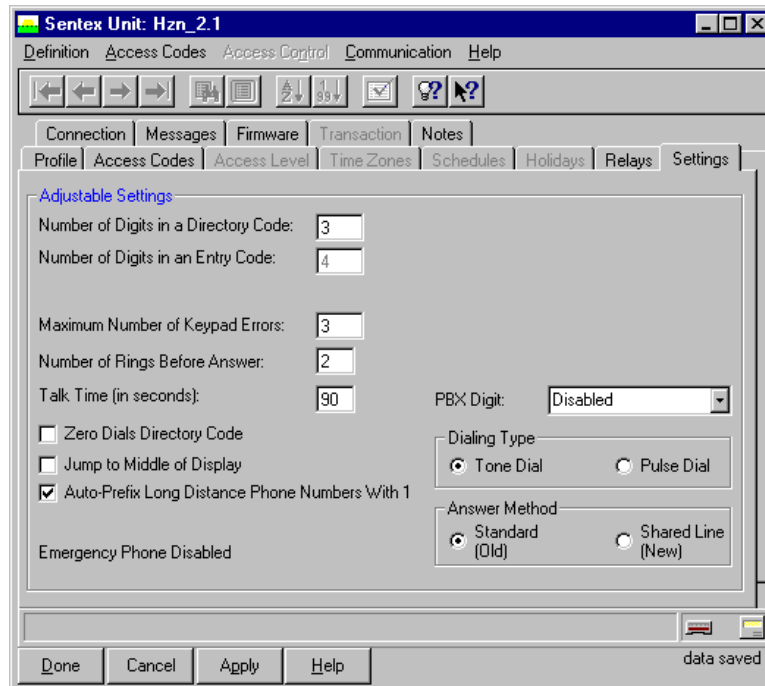 Sentex Unit: Hzn_2.1
Definition Access Codes Access Control Communication Help
Connection Messages Firmware Transaction Notes
Profile Access Codes Access Level Time Zones Schedules Holidays Relays Settings
Adjustable Settings
Number of Digits in a Directory Code: 3
Number of Digits in an Entry Code: 4
Maximum Number of Keypad Errors: 3
Number of Rings Before Answer: 2
Talk Time (in seconds): 90 PBX Digit: Disabled
Zero Dials Directory Code
Dialing Type
Jump to Middle of Display
Tone Dial Pulse Dial
Auto-Prefix Long Distance Phone Numbers With 1
Answer Method
Standard (Old) Shared Line (New)
Emergency Phone Disabled
Done Cancel Apply Help data saved